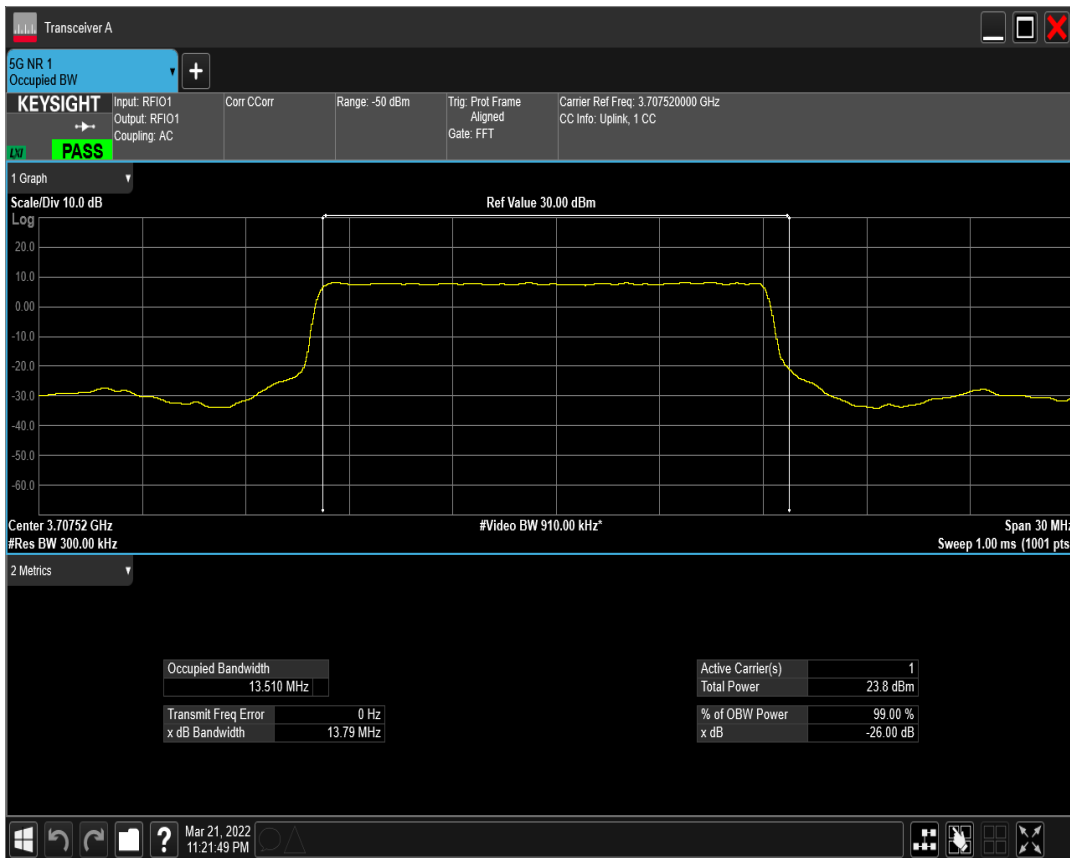 Transceiver A
5G NR 1
Occupied BW
+
KEYSIGHT
LXI
PASS
Input: RFIO1
Output: RFIO1
Coupling: AC
Corr CCorr
Range: -50 dBm
Trig: Prot Frame
Aligned
Gate: FFT
Carrier Ref Freq: 3.707520000 GHz
CC Info: Uplink, 1 CC
1 Graph
Scale/Div 10.0 dB
Ref Value 30.00 dBm
Log
20.0
10.0
0.00
-10.0
-20.0
-30.0
-40.0
-50.0
-60.0
Center 3.70752 GHz
#Video BW 910.00 kHz*
Span 30 MHz
#Res BW 300.00 kHz
Sweep 1.00 ms (1001 pts
2 Metrics
Occupied Bandwidth
13.510 MHz
Transmit Freq Error 0 Hz
x dB Bandwidth 13.79 MHz
Active Carrier(s) 1
Total Power 23.8 dBm
% of OBW Power 99.00 %
x dB -26.00 dB
?
Mar 21, 2022
11:21:49 PM